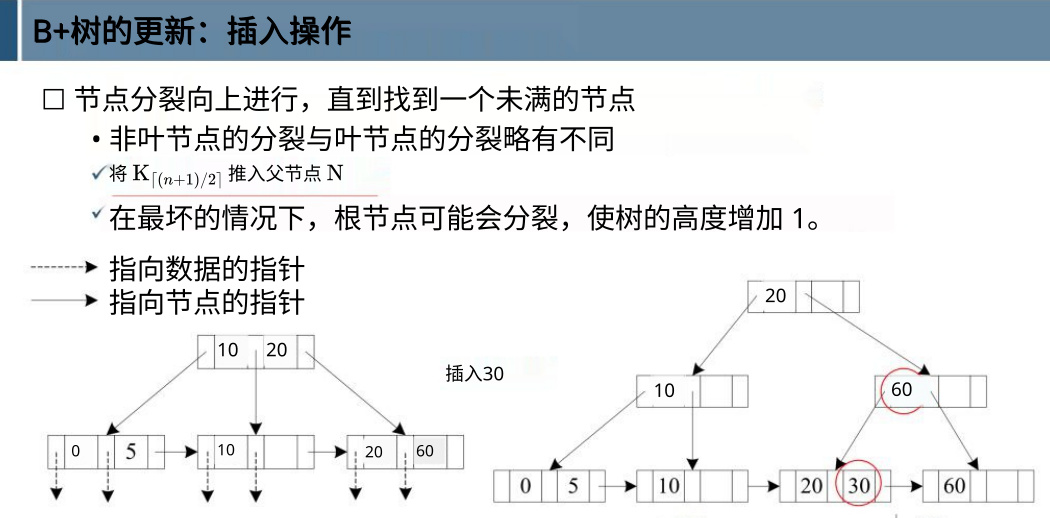 B+树的更新：插入操作
□ 节点分裂向上进行，直到找到一个未满的节点
• 非叶节点的分裂与叶节点的分裂略有不同
✓将 K⌈(n+1)/2⌉ 推入父节点 N
✓在最坏的情况下，根节点可能会分裂，使树的高度增加 1。
指向数据的指针
指向节点的指针
10 20
0 5 10 20 60
插入30
20
10 60
0 5 10 20 30 60